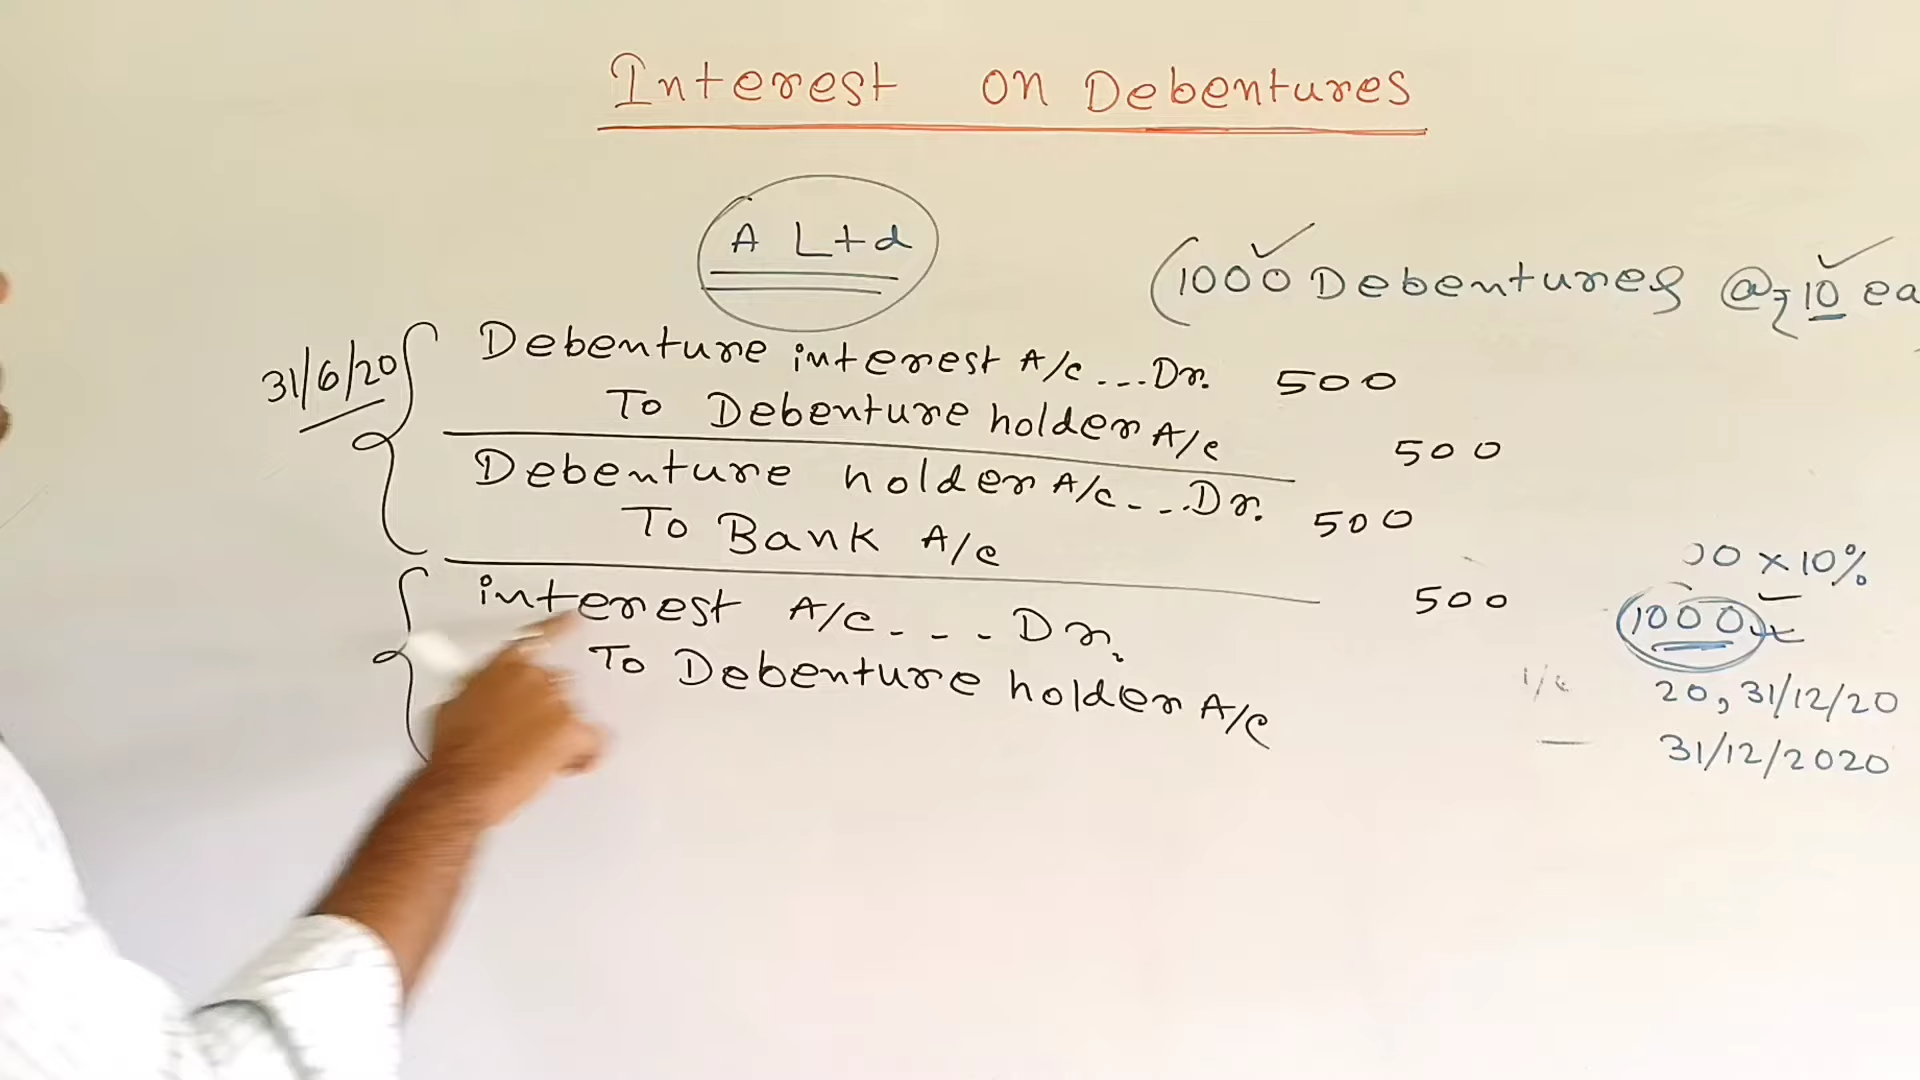 Interest on Debentures
A Ltd
(1000 Debentures @ ₹10 ea
31/6/20
Debenture interest A/c...Dr. 500
To Debenture holder A/c 500
Debenture holder A/c...Dr. 500
To Bank A/c 500
interest A/c...Dr.
To Debenture holder A/c
00 x 10%
1000
20, 31/12/20
31/12/2020